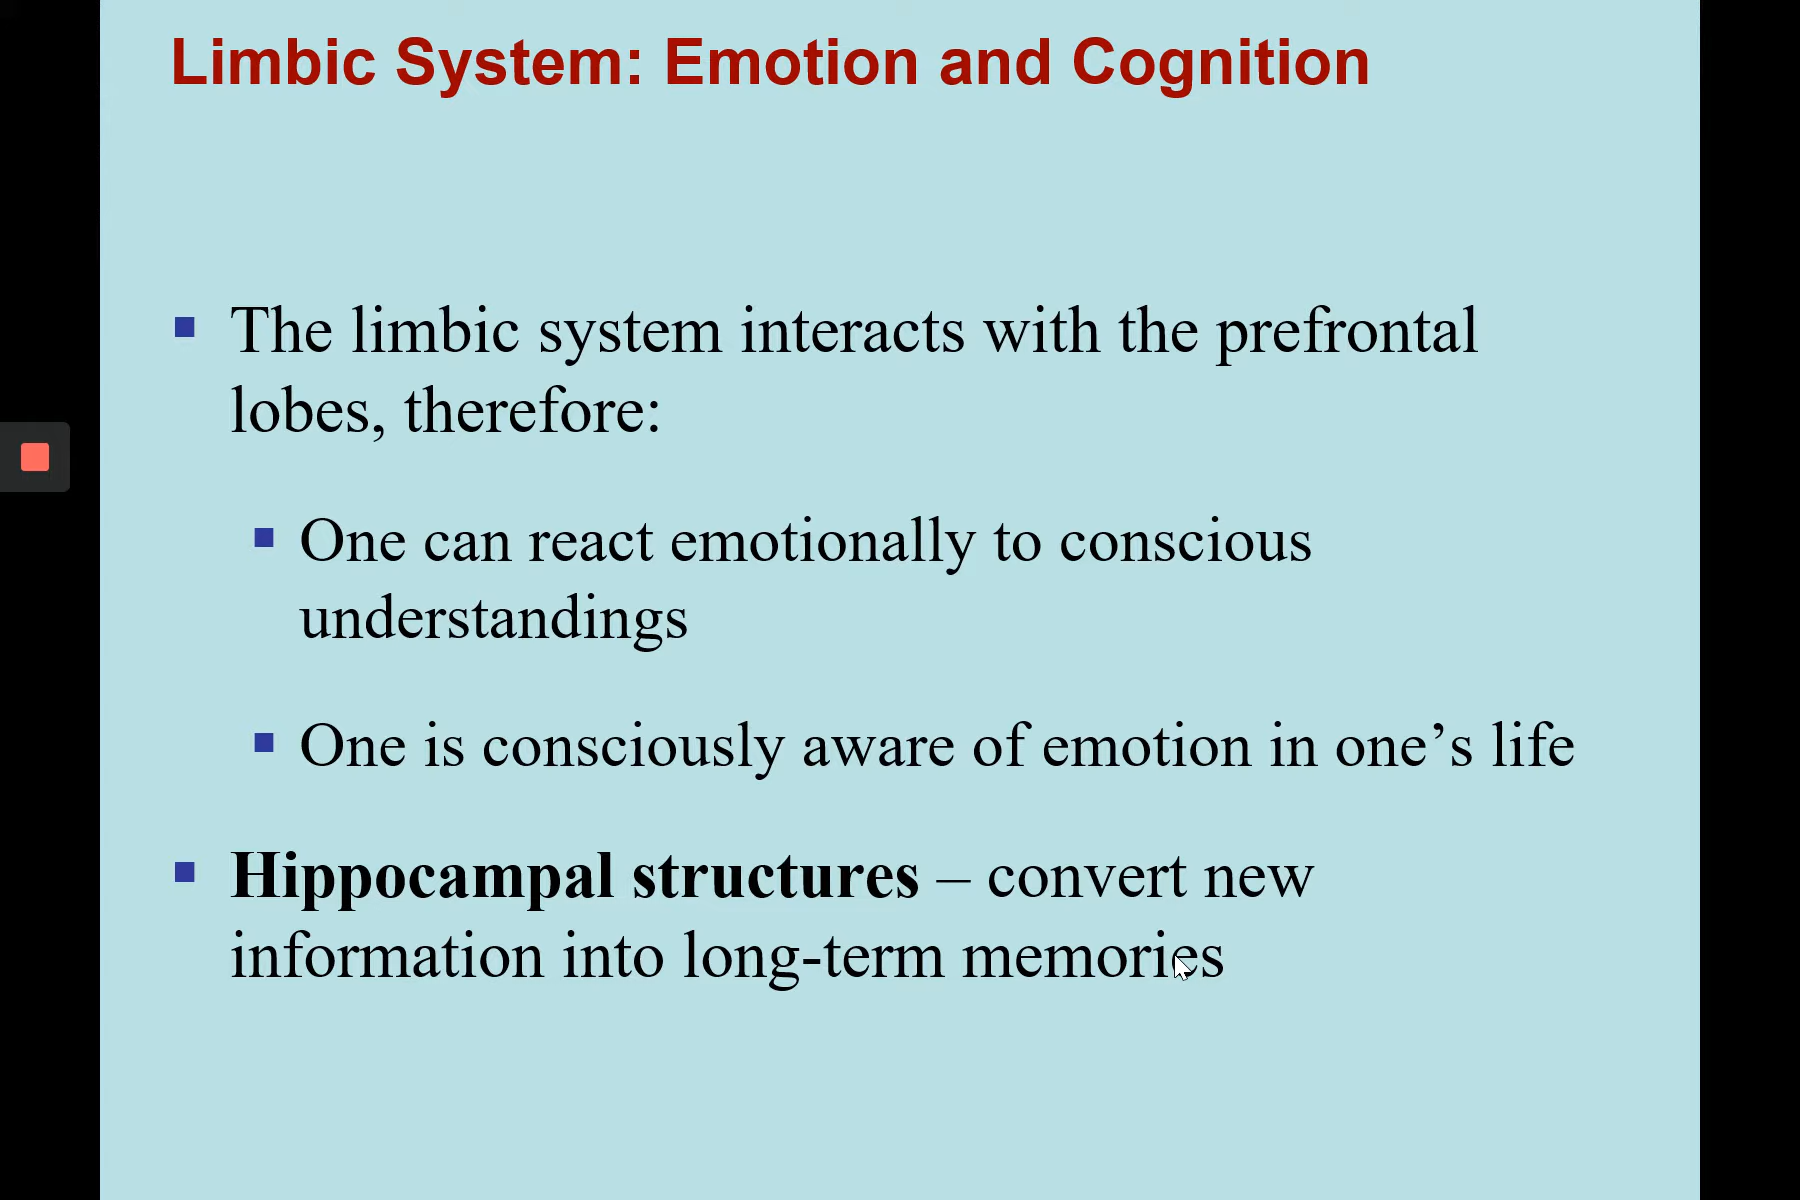 Limbic System: Emotion and Cognition
The limbic system interacts with the prefrontal
lobes, therefore:
One can react emotionally to conscious
understandings
One is consciously aware of emotion in one’s life
Hippocampal structures – convert new
information into long-term memories